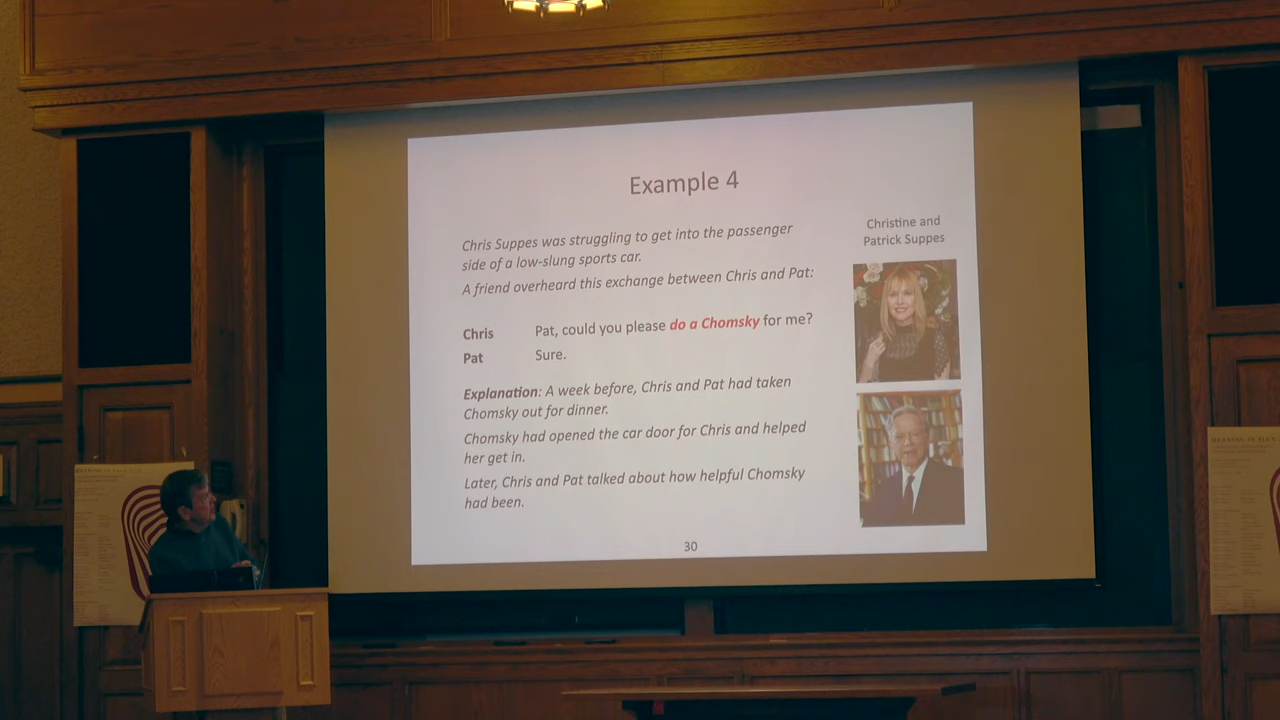 Example 4
Christine and
Patrick Suppes
Chris Suppes was struggling to get into the passenger
side of a low-slung sports car.
A friend overheard this exchange between Chris and Pat:
Chris Pat, could you please do a Chomsky for me?
Pat Sure.
Explanation: A week before, Chris and Pat had taken
Chomsky out for dinner.
Chomsky had opened the car door for Chris and helped
her get in.
Later, Chris and Pat talked about how helpful Chomsky
had been.
30
MEANING IN FLUX